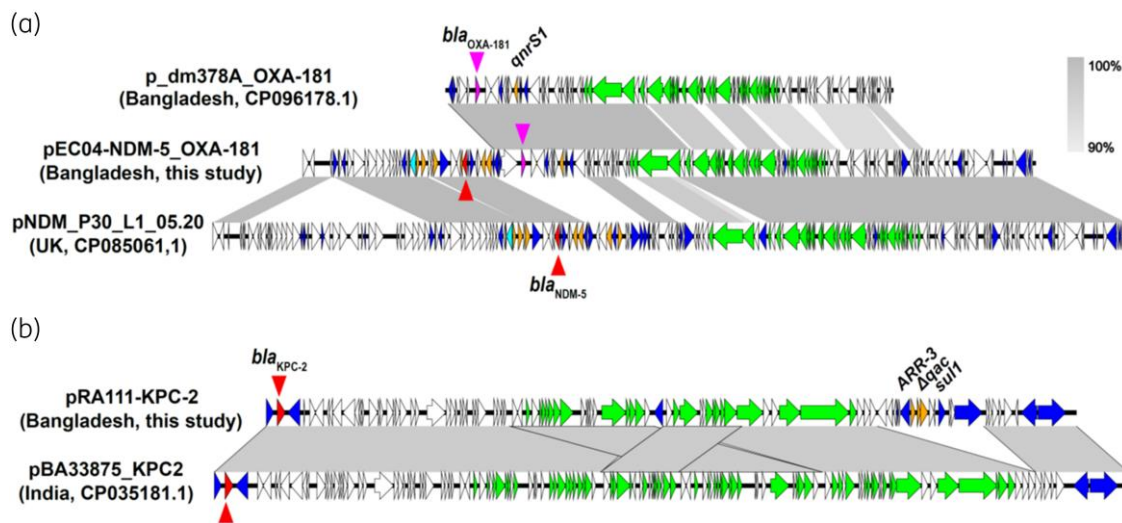 (a)
blaOXA-181
qnrS1
p_dm378A_OXA-181
(Bangladesh, CP096178.1)
100%
90%
pEC04-NDM-5_OXA-181
(Bangladesh, this study)
pNDM_P30_L1_05.20
(UK, CP085061,1)
blaNDM-5
(b)
blaKPC-2
ARR-3
Δqac
sul1
pRA111-KPC-2
(Bangladesh, this study)
pBA33875_KPC2
(India, CP035181.1)